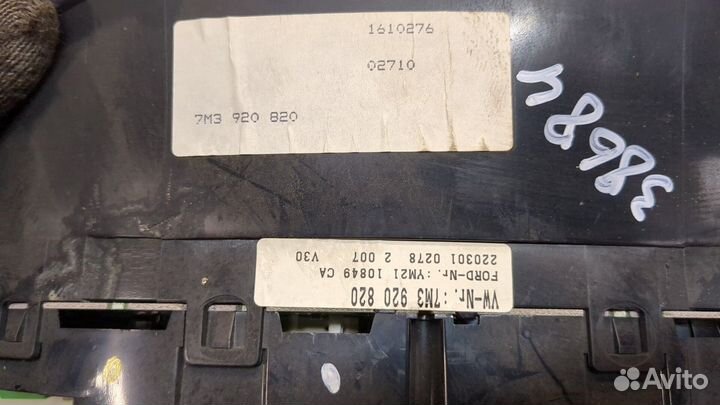 1610276
02710
7M3 920 820
VW-Nr.:7M3 920 820
FORD-Nr.:YM21 10849 CA
220301 0278 2 007 V30
Avito